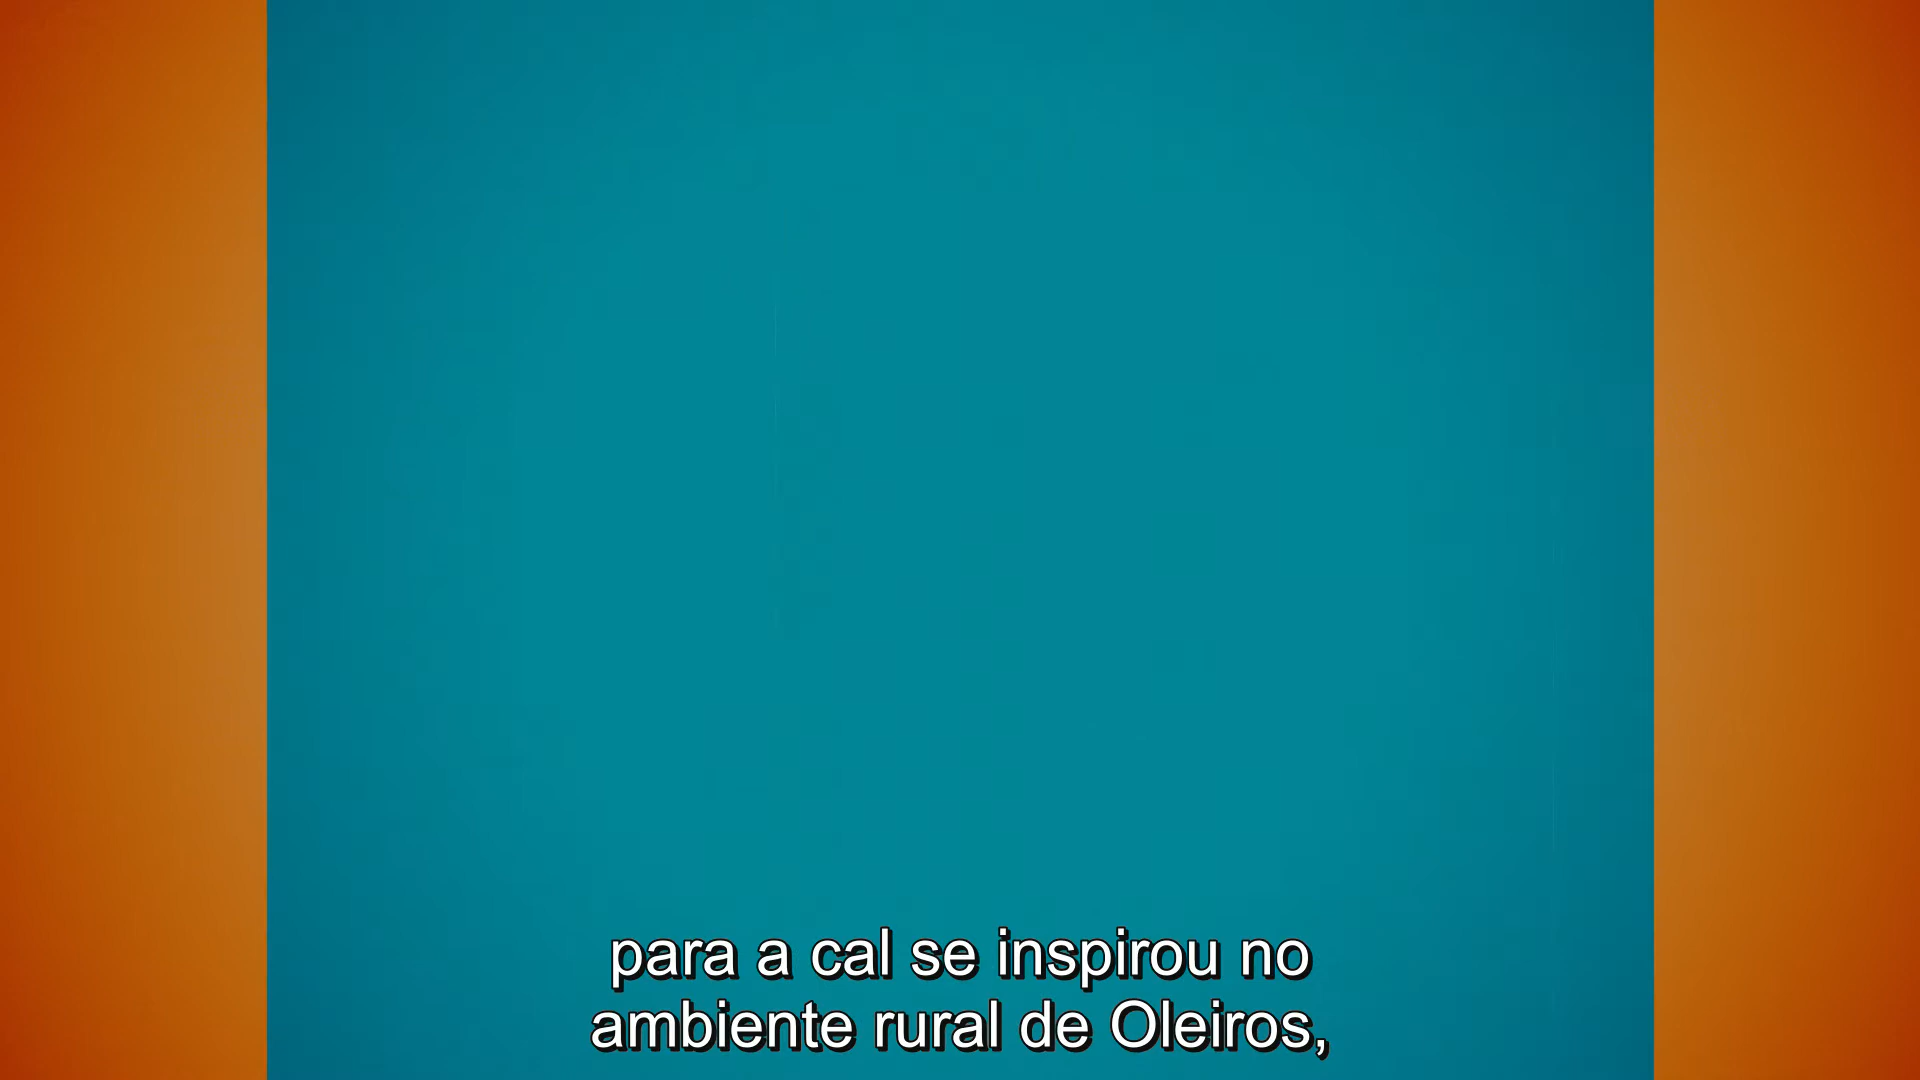 para a cal se inspirou no
ambiente rural de Oleiros,